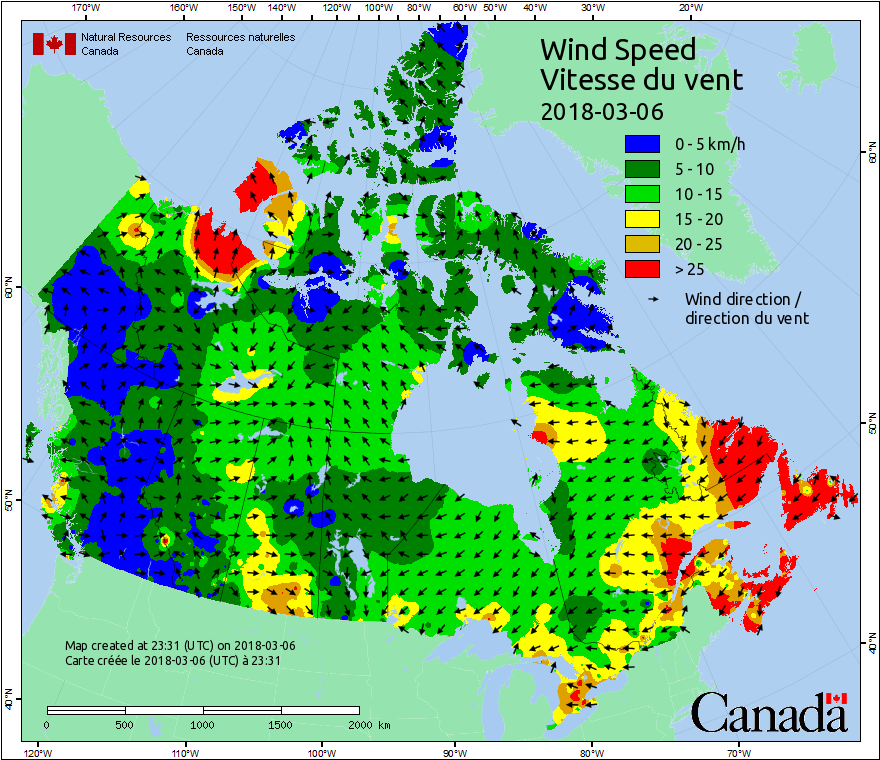 170°W 160°W 150°W 140°W 120°W 100°W 80°W 60°W 50°W 40°W 30°W 20°W
Natural Resources Ressources naturelles
Canada Canada
Wind Speed
Vitesse du vent
2018-03-06
0 - 5 km/h
5 - 10
10 - 15
15 - 20
20 - 25
> 25
Wind direction /
direction du vent
60°N
50°N
40°N
60°N
50°N
40°N
Map created at 23:31 (UTC) on 2018-03-06
Carte créée le 2018-03-06 (UTC) à 23:31
0 500 1000 1500 2000 km
Canada
120°W 110°W 100°W 90°W 80°W 70°W